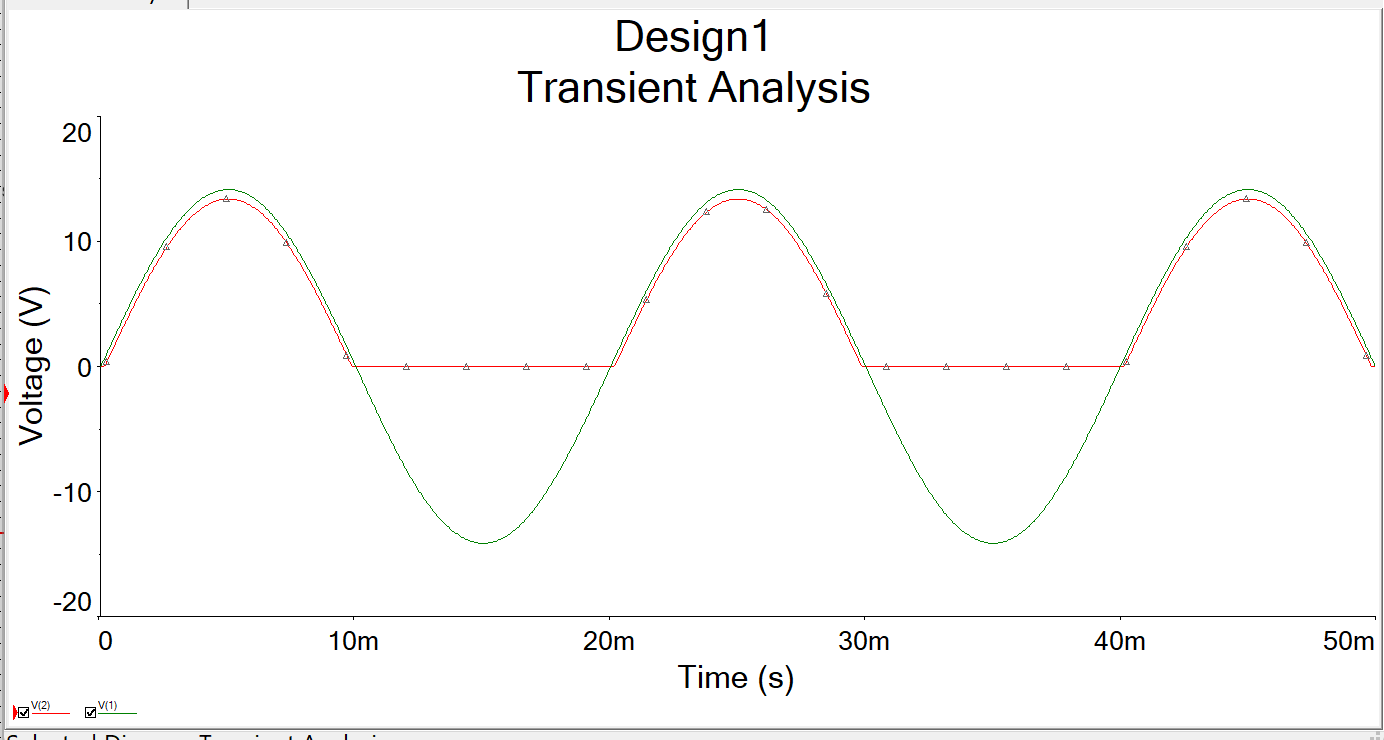 Design1
Transient Analysis
20
10
0
-10
-20
Voltage (V)
0 10m 20m 30m 40m 50m
Time (s)
V(2) V(1)